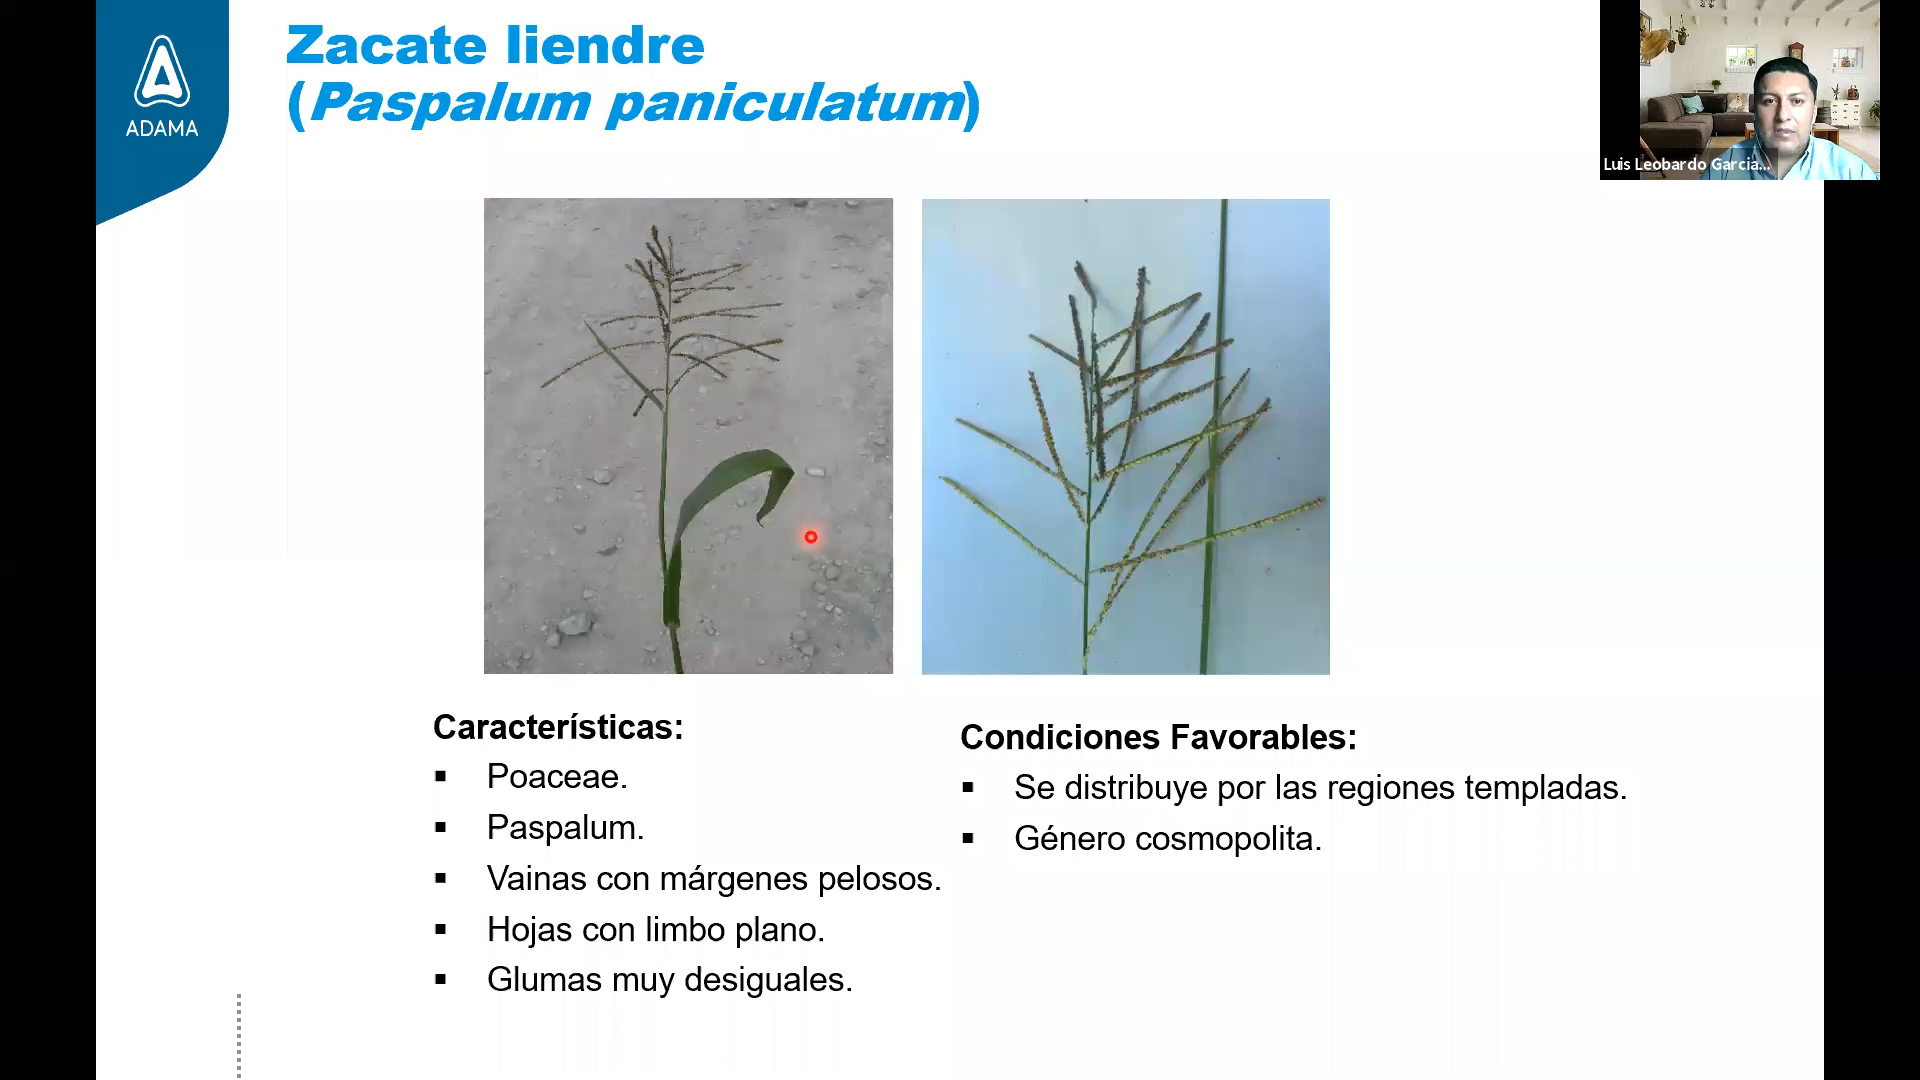 ADAMA
Zacate liendre
(Paspalum paniculatum)
Luis Leobardo Garcia...
Características:
▪ Poaceae.
▪ Paspalum.
▪ Vainas con márgenes pelosos.
▪ Hojas con limbo plano.
▪ Glumas muy desiguales.
Condiciones Favorables:
▪ Se distribuye por las regiones templadas.
▪ Género cosmopolita.